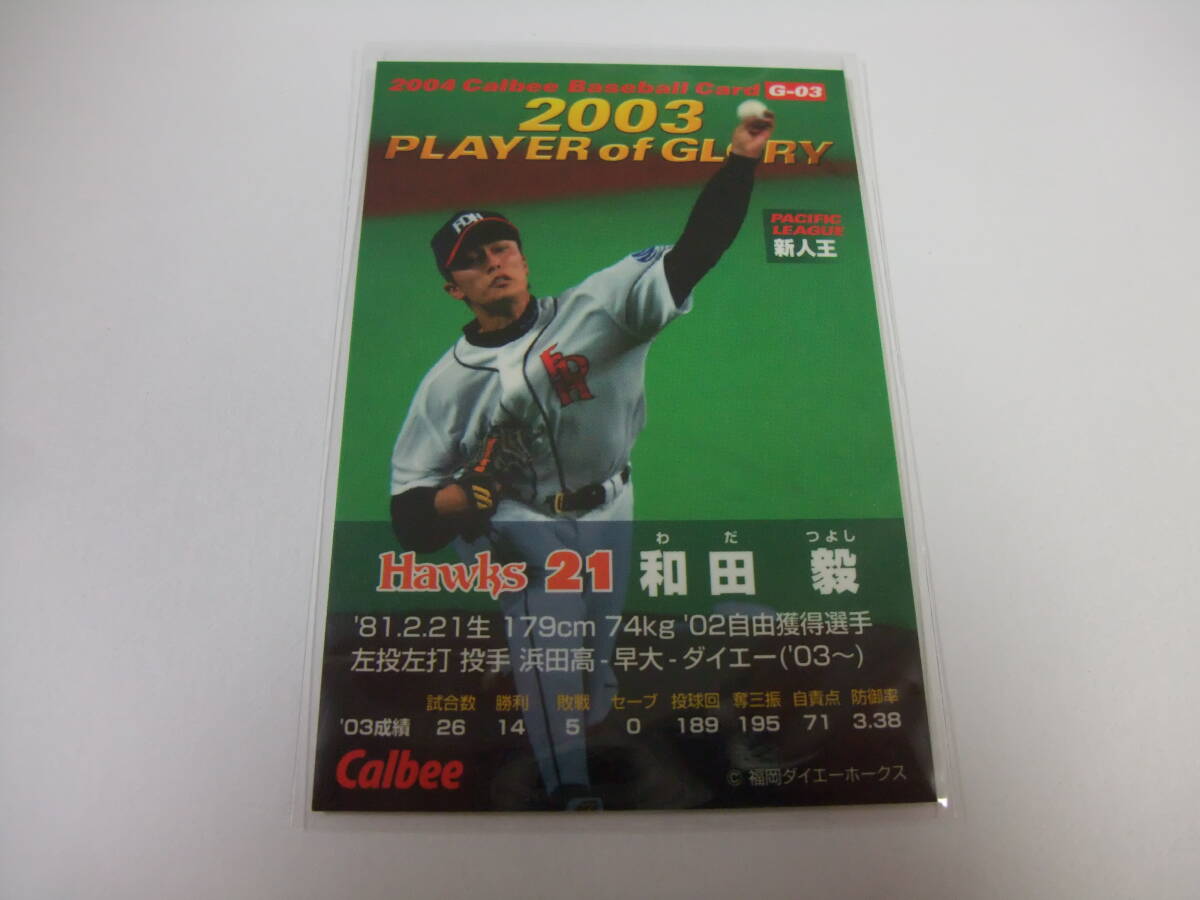 2004 Calbee Baseball Card G-03
2003
PLAYER of GLORY
PACIFIC
LEAGUE
新人王
FDH
FDH
わだ つよし
Hawks 21 和田 毅
'81.2.21生 179cm 74kg '02自由獲得選手
左投左打 投手 浜田高-早大-ダイエー('03〜)
試合数 勝利 敗戦 セーブ 投球回 奪三振 自責点 防御率
'03成績 26 14 5 0 189 195 71 3.38
Calbee
© 福岡ダイエーホークス